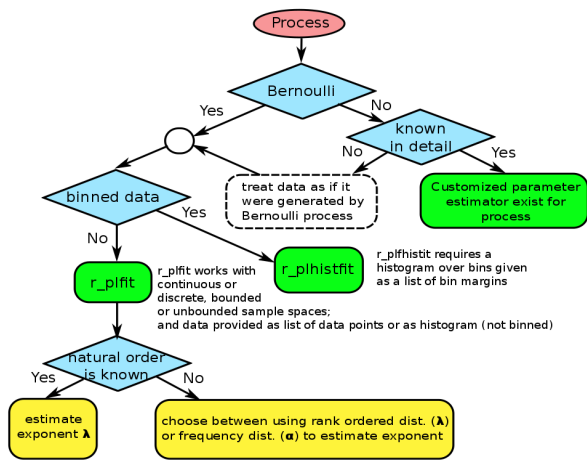 Process
Bernoulli
Yes
No
known
in detail
No
Yes
treat data as if it
were generated by
Bernoulli process
Customized parameter
estimator exist for
process
binned data
Yes
No
r_plfit
r_plfit works with
continuous or
discrete, bounded
or unbounded sample spaces;
and data provided as list of data points or as histogram (not binned)
r_plhistfit
r_plfhistit requires a
histogram over bins given
as a list of bin margins
natural order
is known
Yes
No
estimate
exponent λ
choose between using rank ordered dist. (λ)
or frequency dist. (α) to estimate exponent